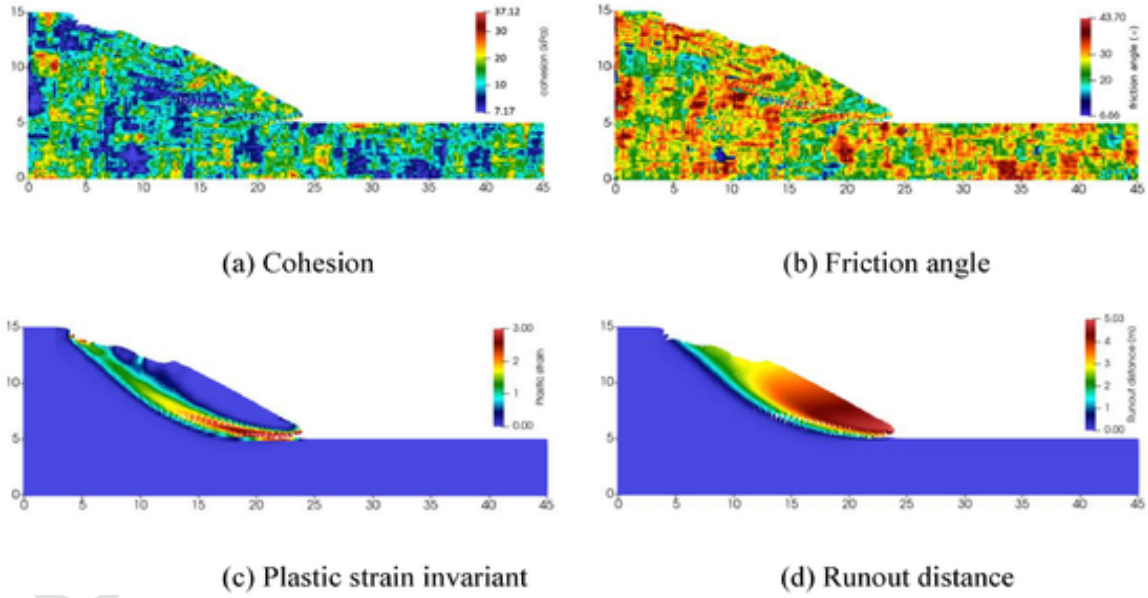 15
10
5
0
0 5 10 15 20 25 30 35 40 45
37.12
30
20
10
7.17
cohesion (kPa)
15
10
5
0
0 5 10 15 20 25 30 35 40 45
43.70
30
20
6.66
friction angle (°)
(a) Cohesion
(b) Friction angle
15
10
5
0
0 5 10 15 20 25 30 35 40 45
3.00
2
1
0.00
Plastic strain
15
10
5
0
0 5 10 15 20 25 30 35 40 45
5.03
4
3
2
1
0.00
Runout distance (m)
(c) Plastic strain invariant
(d) Runout distance